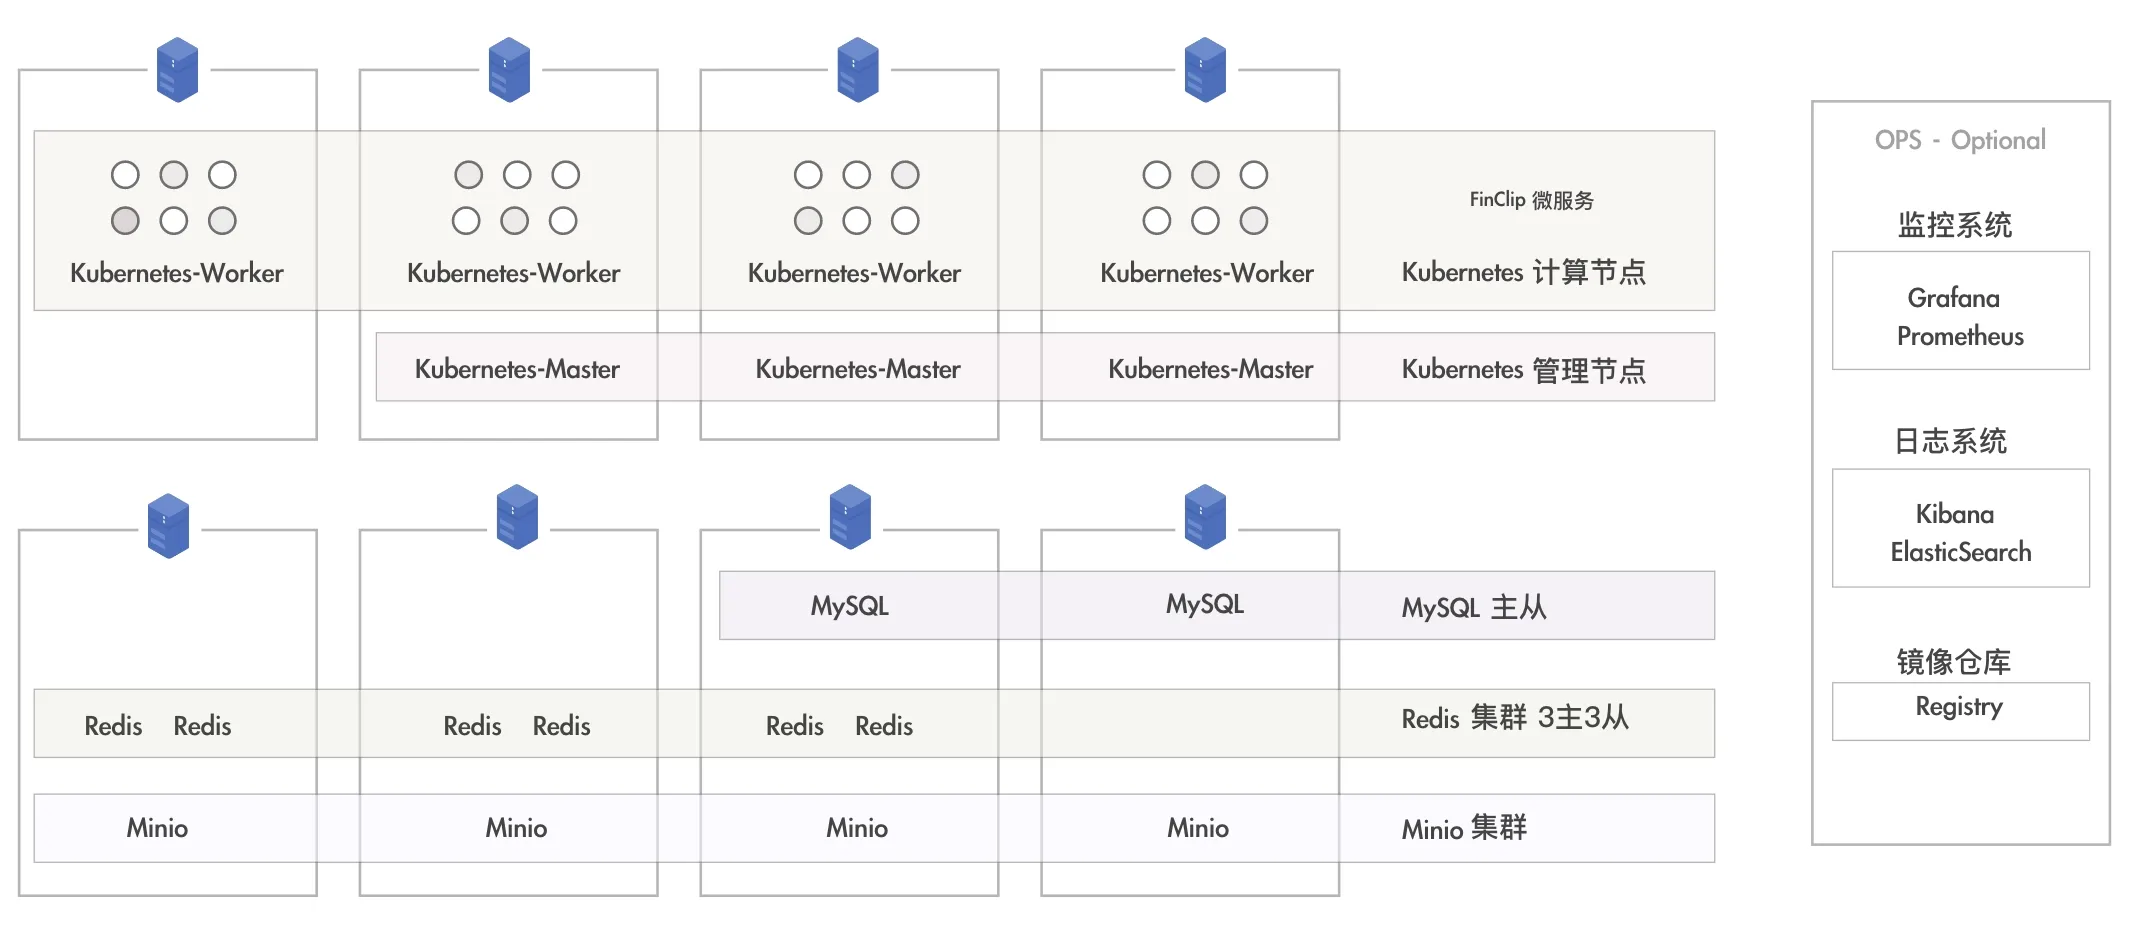 FinClip 微服务
Kubernetes-Worker Kubernetes-Worker Kubernetes-Worker Kubernetes-Worker Kubernetes 计算节点
Kubernetes-Master Kubernetes-Master Kubernetes-Master Kubernetes 管理节点
MySQL MySQL MySQL 主从
Redis Redis Redis Redis Redis Redis Redis 集群 3主3从
Minio Minio Minio Minio Minio 集群
OPS - Optional
监控系统
Grafana
Prometheus
日志系统
Kibana
ElasticSearch
镜像仓库
Registry